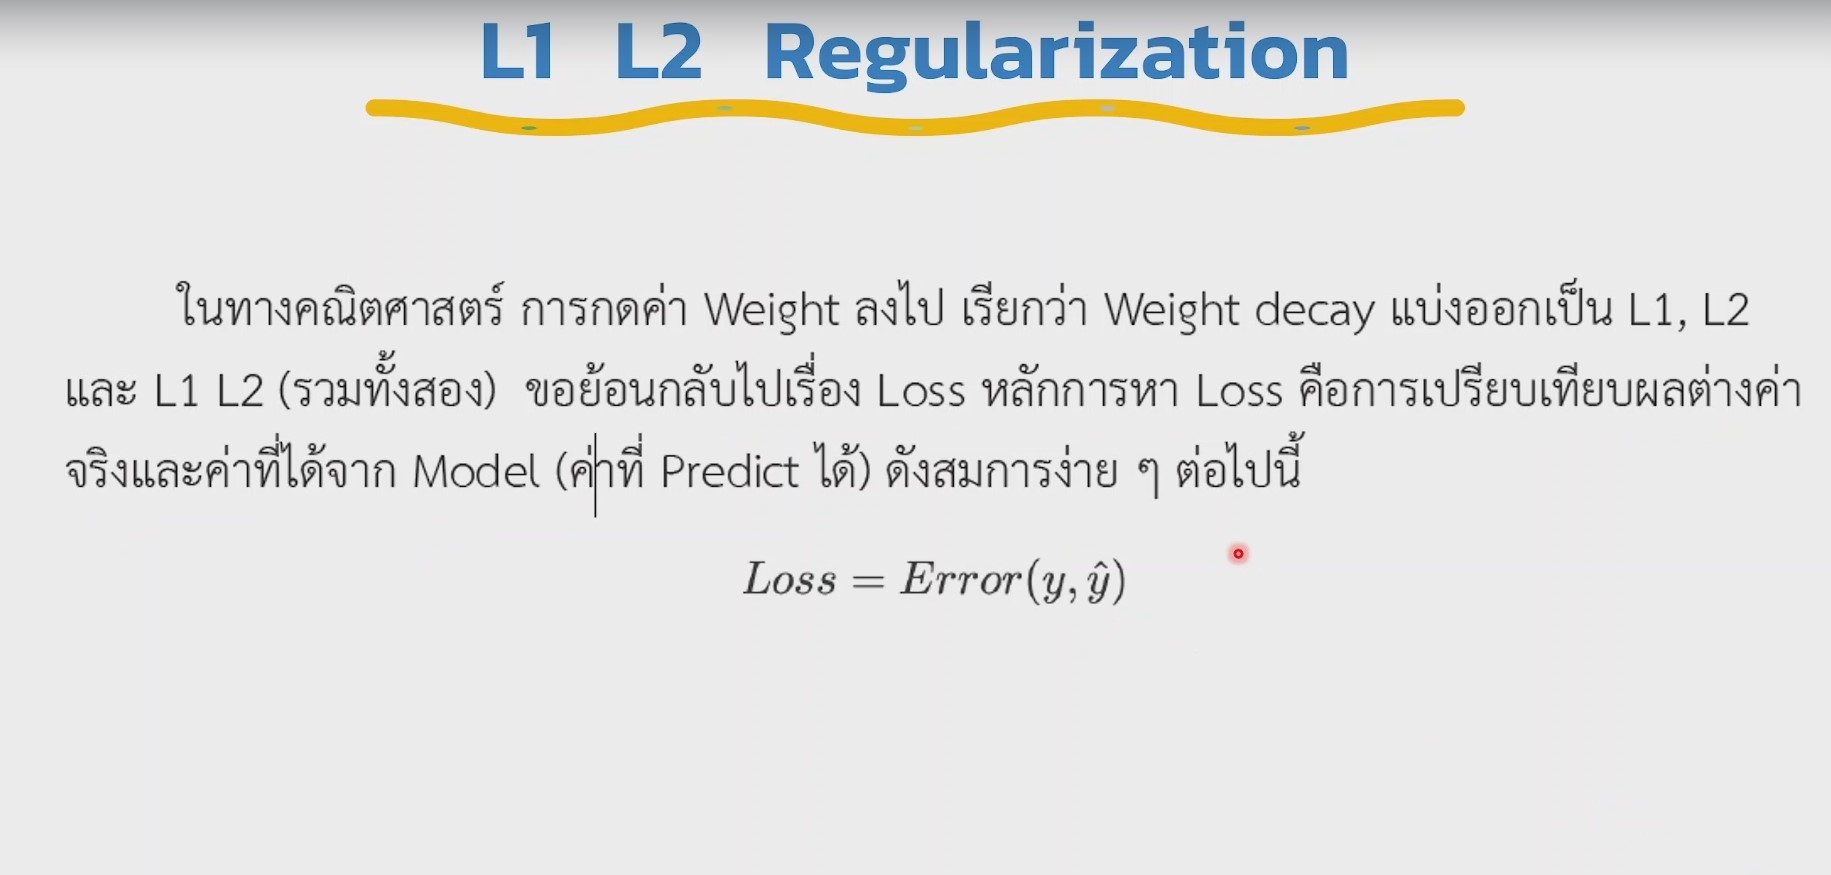 L1 L2 Regularization
ในทางคณิตศาสตร์ การกดค่า Weight ลงไป เรียกว่า Weight decay แบ่งออกเป็น L1, L2
และ L1 L2 (รวมทั้งสอง) ขอย้อนกลับไปเรื่อง Loss หลักการหา Loss คือการเปรียบเทียบผลต่างค่า
จริงและค่าที่ได้จาก Model (ค่าที่ Predict ได้) ดังสมการง่าย ๆ ต่อไปนี้
Loss = Error(y, ŷ)